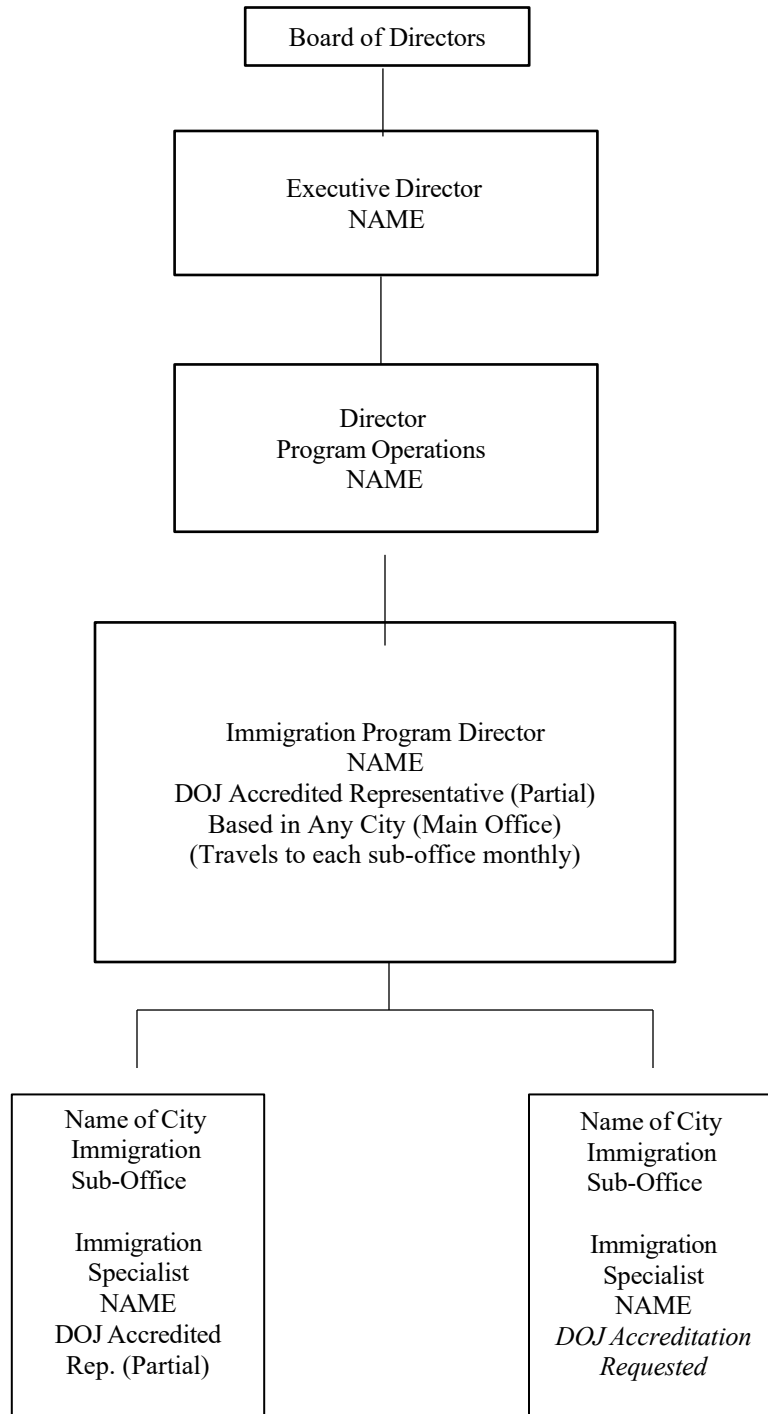 Board of Directors
Executive Director
NAME
Director
Program Operations
NAME
Immigration Program Director
NAME
DOJ Accredited Representative (Partial)
Based in Any City (Main Office)
(Travels to each sub-office monthly)
Name of City
Immigration
Sub-Office
Immigration
Specialist
NAME
DOJ Accredited
Rep. (Partial)
Name of City
Immigration
Sub-Office
Immigration
Specialist
NAME
DOJ Accreditation
Requested